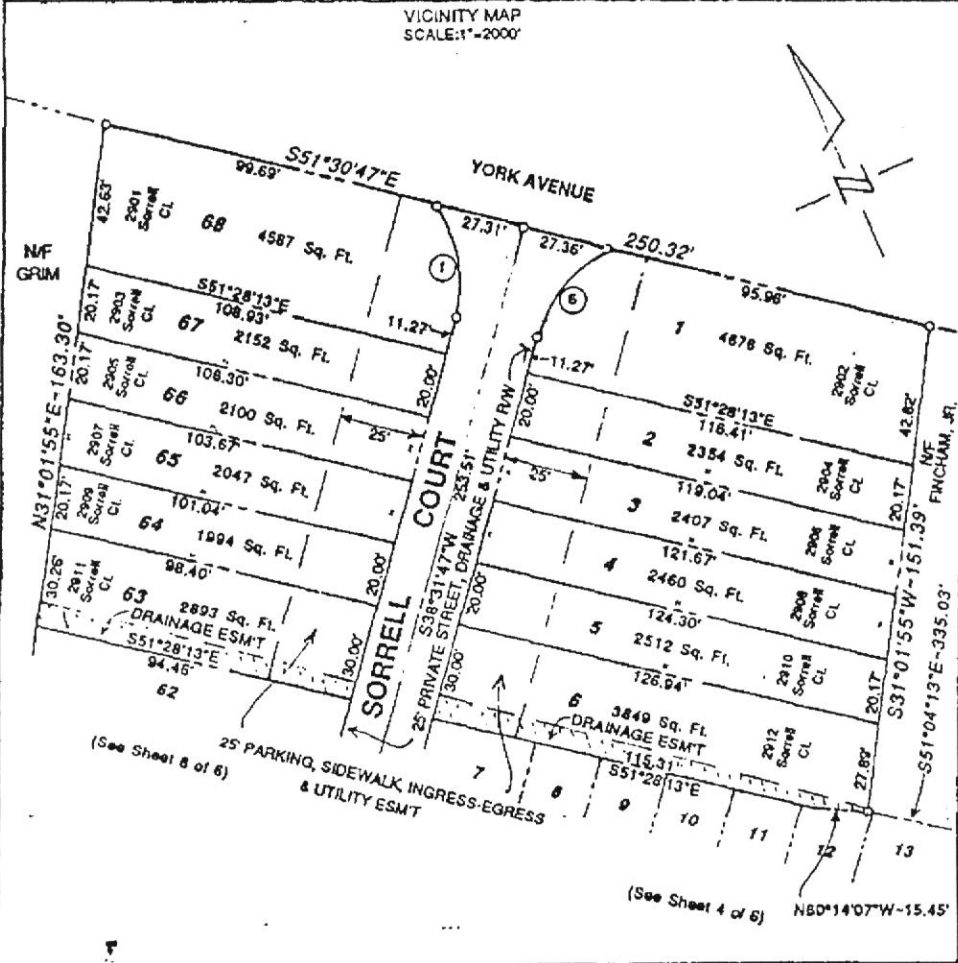 VICINITY MAP
SCALE:1"=2000'
S51°30'47"E
99.69'
YORK AVENUE
27.31'
27.36'
250.32'
95.96'
N/F
GRIM
N31°01'55"E-163.30'
42.63'
2901
Sorrell
Ct.
68
4587 Sq. Ft.
1
6
S51°28'13"E
108.93'
11.27'
20.17'
2903
Sorrell
Ct.
67
2152 Sq. Ft.
106.30'
20.00'
20.17'
2905
Sorrell
Ct.
66
2100 Sq. Ft.
103.67'
25'
20.17'
2907
Sorrell
Ct.
65
2047 Sq. Ft.
101.04'
20.17'
2909
Sorrell
Ct.
64
1994 Sq. Ft.
98.40'
20.00'
30.26'
2911
Sorrell
Ct.
63
2893 Sq. Ft.
DRAINAGE ESM'T
S51°28'13"E
94.46'
30.00'
62
(See Sheet 6 of 6)
SORRELL COURT
S38°31'47"W 253.51'
25' PRIVATE STREET, DRAINAGE & UTILITY R/W
25' PARKING, SIDEWALK, INGRESS-EGRESS
& UTILITY ESM'T
1
4676 Sq. Ft.
2902
Sorrell
Ct.
42.82'
11.27'
S51°28'13"E
116.41'
20.00'
2
2354 Sq. Ft.
2904
Sorrell
Ct.
20.17'
119.04'
25'
3
2407 Sq. Ft.
2906
Sorrell
Ct.
121.67'
4
2460 Sq. Ft.
2908
Sorrell
Ct.
20.00'
124.30'
5
2512 Sq. Ft.
2910
Sorrell
Ct.
20.17'
126.94'
30.00'
6
3849 Sq. Ft.
DRAINAGE ESM'T
2912
Sorrell
Ct.
27.89'
115.31'
S51°28'13"E
N/F
FINCHAM, JR.
S31°01'55"W-151.39'
S51°04'13"E-335.03'
7
8
9
10
11
12
13
(See Sheet 4 of 6)
N80°14'07"W-15.45'